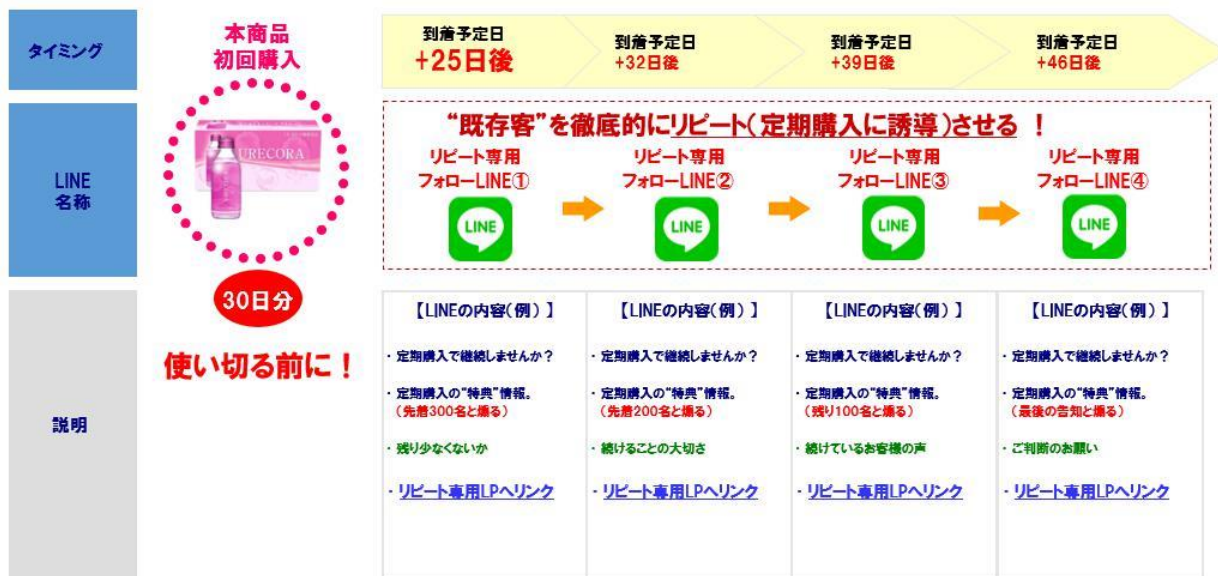 タイミング
本商品
初回購入
到着予定日
+25日後
到着予定日
+32日後
到着予定日
+39日後
到着予定日
+46日後
LINE
名称
URECORA
30日分
使い切る前に！
“既存客”を徹底的にリピート（定期購入に誘導）させる ！
リピート専用
フォローLINE①
リピート専用
フォローLINE②
リピート専用
フォローLINE③
リピート専用
フォローLINE④
LINE
LINE
LINE
LINE
説明
【LINEの内容（例）】
・定期購入で継続しませんか？
・定期購入の“特典”情報。
（先着300名と煽る）
・残り少なくないか
・リピート専用LPへリンク
【LINEの内容（例）】
・定期購入で継続しませんか？
・定期購入の“特典”情報。
（先着200名と煽る）
・続けることの大切さ
・リピート専用LPへリンク
【LINEの内容（例）】
・定期購入で継続しませんか？
・定期購入の“特典”情報。
（残り100名と煽る）
・続けているお客様の声
・リピート専用LPへリンク
【LINEの内容（例）】
・定期購入で継続しませんか？
・定期購入の“特典”情報。
（最後の告知と煽る）
・ご判断のお願い
・リピート専用LPへリンク